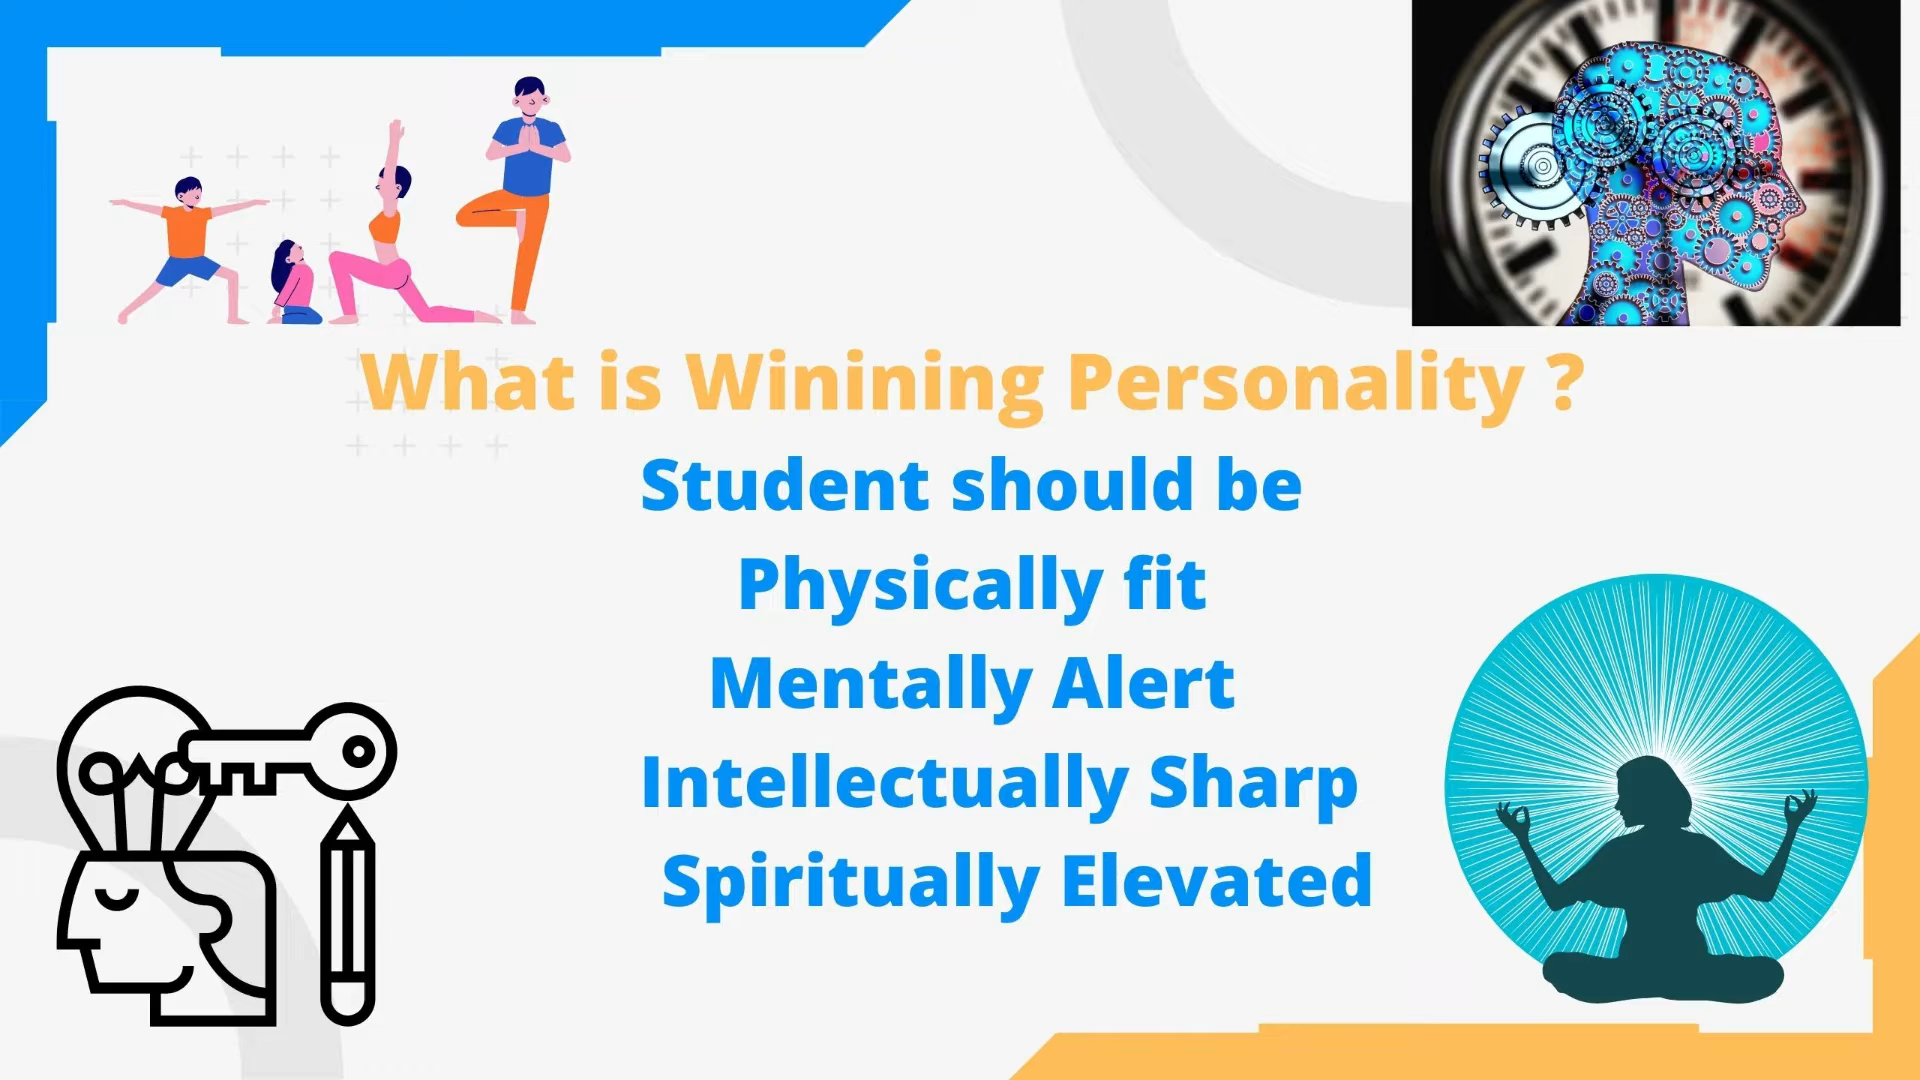 What is Winining Personality ?
Student should be
Physically fit
Mentally Alert
Intellectually Sharp
Spiritually Elevated